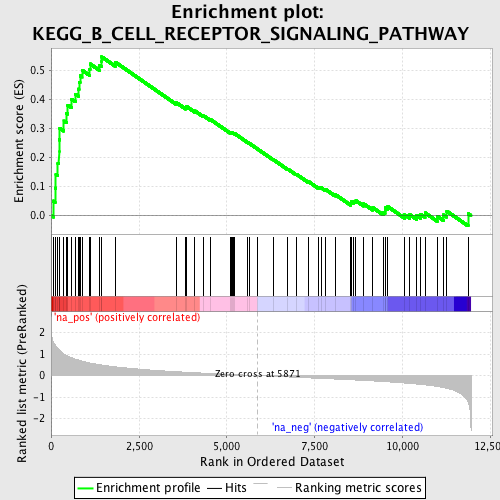 Enrichment plot:
KEGG_B_CELL_RECEPTOR_SIGNALING_PATHWAY
Enrichment score (ES)
0.5
0.4
0.3
0.2
0.1
0.0
'na_pos' (positively correlated)
Ranked list metric (PreRanked)
2
1
0
-1
-2
Zero cross at 5871
'na_neg' (negatively correlated)
0 2,500 5,000 7,500 10,000 12,500
Rank in Ordered Dataset
Enrichment profile Hits Ranking metric scores